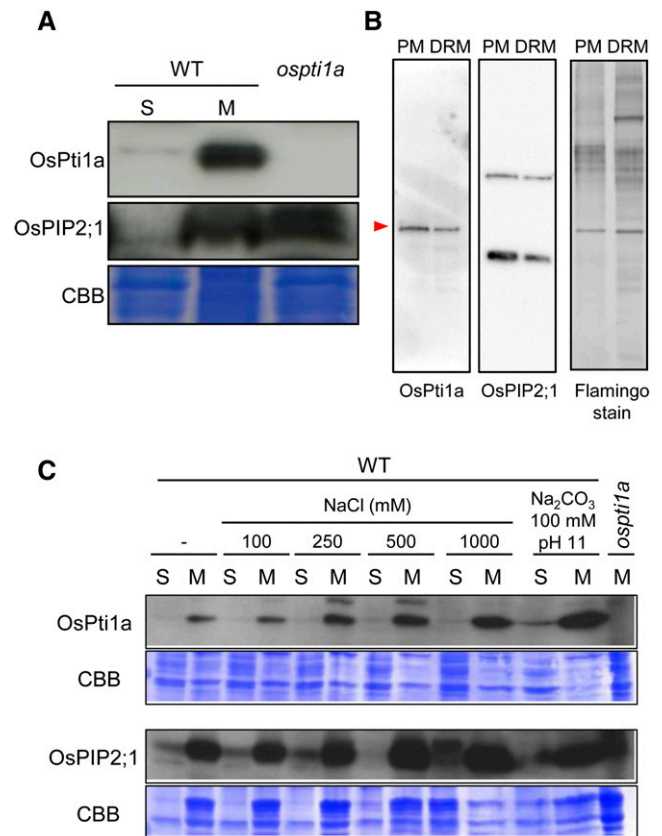 A
WT ospti1a
S M
OsPti1a
OsPIP2;1
CBB
B
PM DRM PM DRM PM DRM
OsPti1a OsPIP2;1 Flamingo
stain
C
WT
NaCl (mM)
Na₂CO₃
100 mM
pH 11
ospti1a
- 100 250 500 1000
S M S M S M S M S M S M M
OsPti1a
CBB
OsPIP2;1
CBB